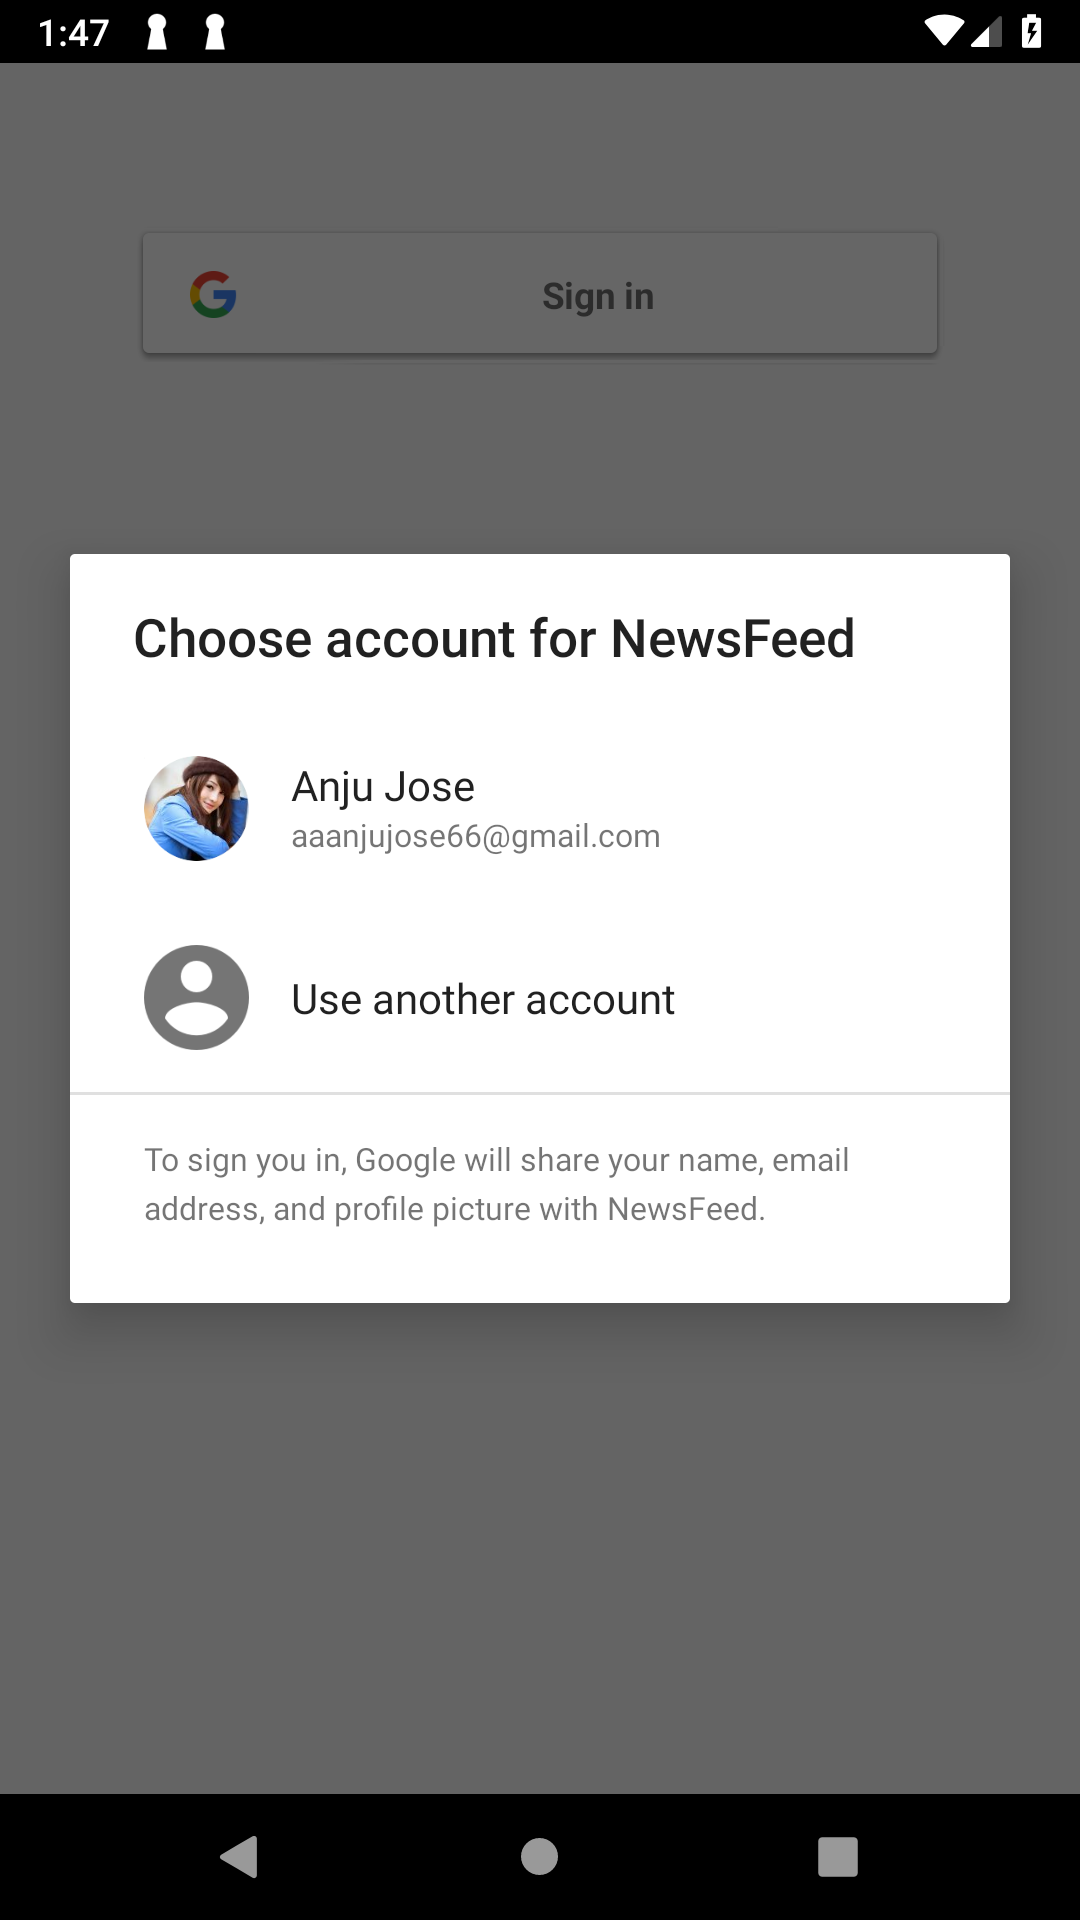 1:47
Sign in
Choose account for NewsFeed
Anju Jose
aaanjujose66@gmail.com
Use another account
To sign you in, Google will share your name, email
address, and profile picture with NewsFeed.